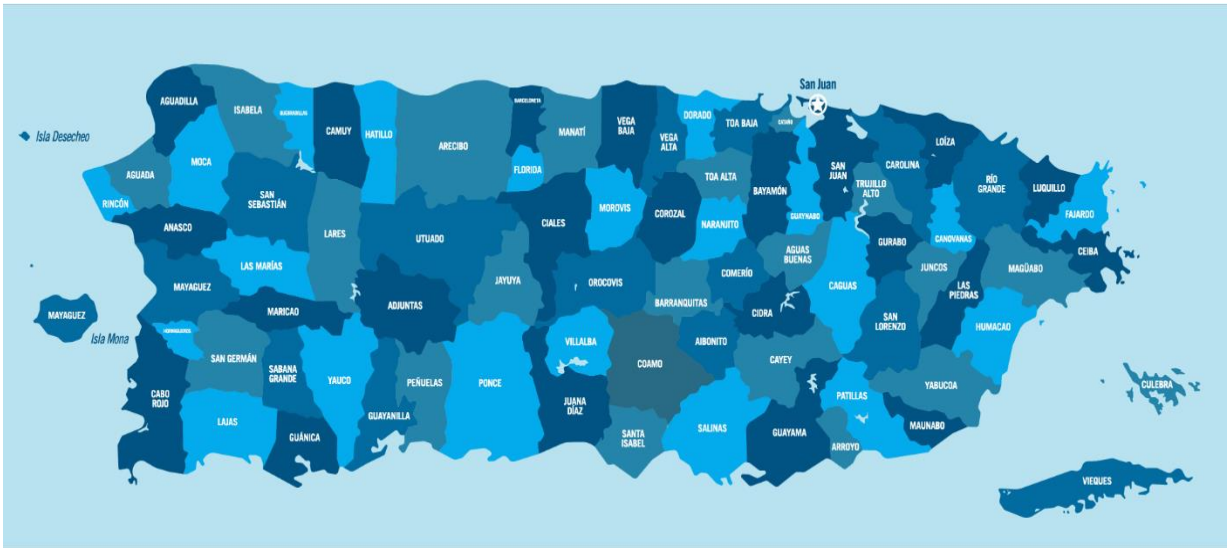 San Juan
AGUADILLA
ISABELA
QUEBRADILLAS
CAMUY
HATILLO
ARECIBO
BARCELONETA
MANATÍ
VEGA
BAJA
VEGA
ALTA
DORADO
TOA BAJA
CATAÑO
SAN
JUAN
CAROLINA
LOÍZA
RÍO
GRANDE
LUQUILLO
FAJARDO
CEIBA
Isla Desecheo
MOCA
AGUADA
RINCÓN
ANASCO
SAN
SEBASTIÁN
LARES
UTUADO
FLORIDA
CIALES
MOROVIS
COROZAL
TOA ALTA
NARANJITO
BAYAMÓN
GUAYNABO
TRUJILLO
ALTO
CANOVANAS
GURABO
AGUAS
BUENAS
CAGUAS
JUNCOS
LAS
PIEDRAS
MAGÜABO
HUMACAO
LAS MARÍAS
MAYAGUEZ
MARICAO
ADJUNTAS
JAYUYA
OROCOVIS
BARRANQUITAS
COMERÍO
CIDRA
SAN
LORENZO
MAYAGUEZ
Isla Mona
HORMIGUEROS
SAN GERMÁN
SABANA
GRANDE
YAUCO
GUAYANILLA
PEÑUELAS
PONCE
VILLALBA
JUANA
DÍAZ
COAMO
AIBONITO
CAYEY
CABO
ROJO
LAJAS
GUÁNICA
SANTA
ISABEL
SALINAS
GUAYAMA
ARROYO
PATILLAS
YABUCOA
MAUNABO
CULEBRA
VIEQUES